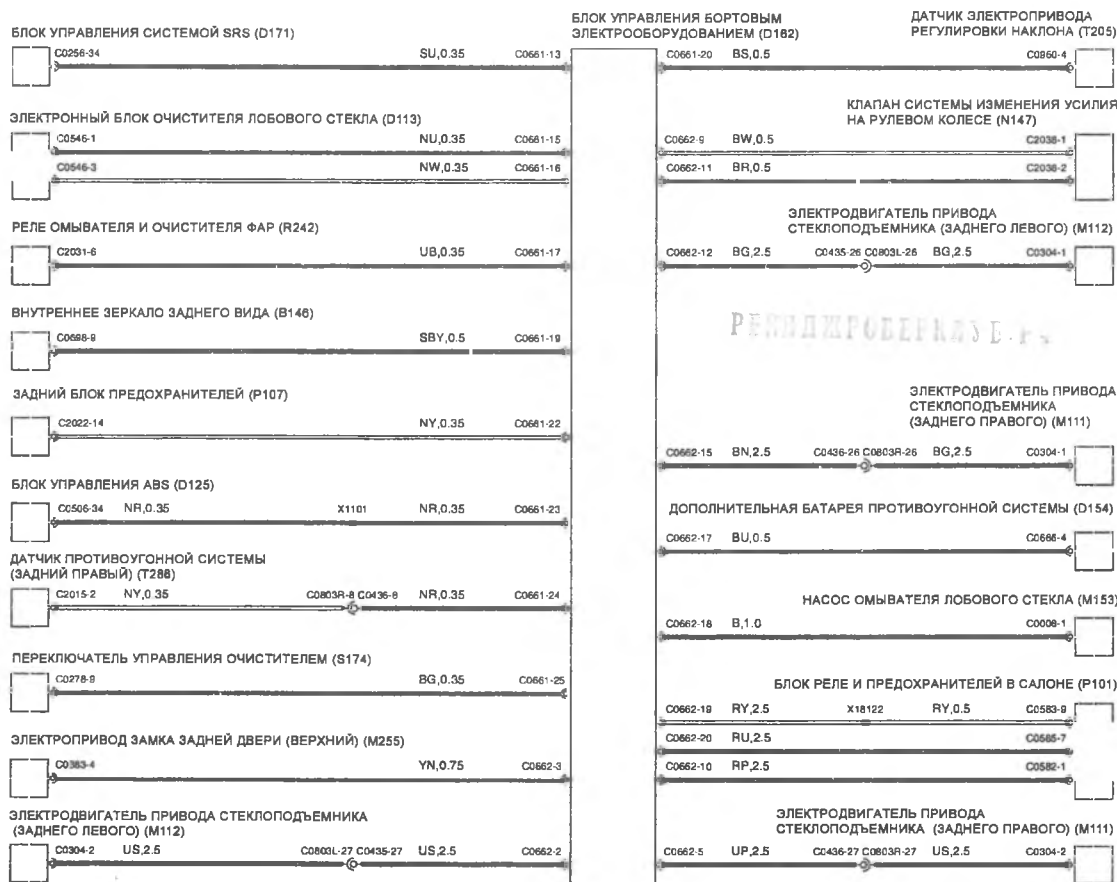 БЛОК УПРАВЛЕНИЯ СИСТЕМОЙ SRS (D171)
C0256-34 SU,0.35 C0661-13
ЭЛЕКТРОННЫЙ БЛОК ОЧИСТИТЕЛЯ ЛОБОВОГО СТЕКЛА (D113)
C0546-1 NU,0.35 C0661-15
C0546-3 NW,0.35 C0661-16
РЕЛЕ ОМЫВАТЕЛЯ И ОЧИСТИТЕЛЯ ФАР (R242)
C2031-6 UB,0.35 C0661-17
ВНУТРЕННЕЕ ЗЕРКАЛО ЗАДНЕГО ВИДА (B146)
C0698-9 SBY,0.5 C0661-19
ЗАДНИЙ БЛОК ПРЕДОХРАНИТЕЛЕЙ (P107)
C2022-14 NY,0.35 C0661-22
БЛОК УПРАВЛЕНИЯ ABS (D125)
C0506-34 NR,0.35 X1101 NR,0.35 C0661-23
ДАТЧИК ПРОТИВОУГОННОЙ СИСТЕМЫ
(ЗАДНИЙ ПРАВЫЙ) (T286)
C2015-2 NY,0.35 C0803R-8 C0436-8 NR,0.35 C0661-24
ПЕРЕКЛЮЧАТЕЛЬ УПРАВЛЕНИЯ ОЧИСТИТЕЛЕМ (S174)
C0278-9 BG,0.35 C0661-25
ЭЛЕКТРОПРИВОД ЗАМКА ЗАДНЕЙ ДВЕРИ (ВЕРХНИЙ) (M255)
C0383-4 YN,0.75 C0662-3
ЭЛЕКТРОДВИГАТЕЛЬ ПРИВОДА СТЕКЛОПОДЪЕМНИКА
(ЗАДНЕГО ЛЕВОГО) (M112)
C0304-2 US,2.5 C0803L-27 C0435-27 US,2.5 C0662-2
БЛОК УПРАВЛЕНИЯ БОРТОВЫМ
ЭЛЕКТРООБОРУДОВАНИЕМ (D162)
ДАТЧИК ЭЛЕКТРОПРИВОДА
РЕГУЛИРОВКИ НАКЛОНА (T205)
C0661-20 BS,0.5 C0960-4
КЛАПАН СИСТЕМЫ ИЗМЕНЕНИЯ УСИЛИЯ
НА РУЛЕВОМ КОЛЕСЕ (N147)
C0662-9 BW,0.5 C2038-1
C0662-11 BR,0.5 C2038-2
ЭЛЕКТРОДВИГАТЕЛЬ ПРИВОДА
СТЕКЛОПОДЪЕМНИКА (ЗАДНЕГО ЛЕВОГО) (M112)
C0662-12 BG,2.5 C0435-26 C0803L-26 BG,2.5 C0304-1
ЭЛЕКТРОДВИГАТЕЛЬ ПРИВОДА
СТЕКЛОПОДЪЕМНИКА
(ЗАДНЕГО ПРАВОГО) (M111)
C0662-15 BN,2.5 C0436-26 C0803R-26 BG,2.5 C0304-1
ДОПОЛНИТЕЛЬНАЯ БАТАРЕЯ ПРОТИВОУГОННОЙ СИСТЕМЫ (D154)
C0662-17 BU,0.5 C0666-4
НАСОС ОМЫВАТЕЛЯ ЛОБОВОГО СТЕКЛА (M153)
C0662-18 B,1.0 C0008-1
БЛОК РЕЛЕ И ПРЕДОХРАНИТЕЛЕЙ В САЛОНЕ (P101)
C0662-19 RY,2.5 X18122 RY,0.5 C0583-9
C0662-20 RU,2.5 C0585-7
C0662-10 RP,2.5 C0582-1
ЭЛЕКТРОДВИГАТЕЛЬ ПРИВОДА
СТЕКЛОПОДЪЕМНИКА (ЗАДНЕГО ПРАВОГО) (M111)
C0662-5 UP,2.5 C0436-27 C0803R-27 US,2.5 C0304-2